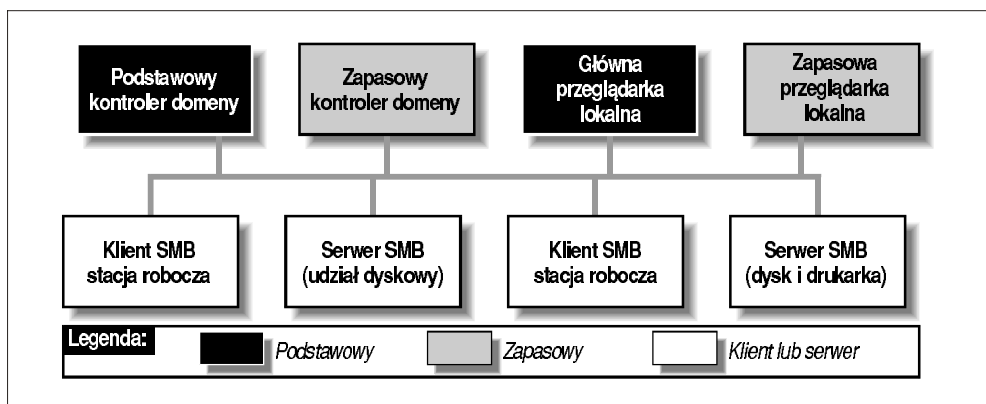 Podstawowy
kontroler domeny
Zapasowy
kontroler domeny
Główna
przeglądarka
lokalna
Zapasowa
przeglądarka
lokalna
Klient SMB
stacja robocza
Serwer SMB
(udział dyskowy)
Klient SMB
stacja robocza
Serwer SMB
(dysk i drukarka)
Legenda:
Podstawowy
Zapasowy
Klient lub serwer